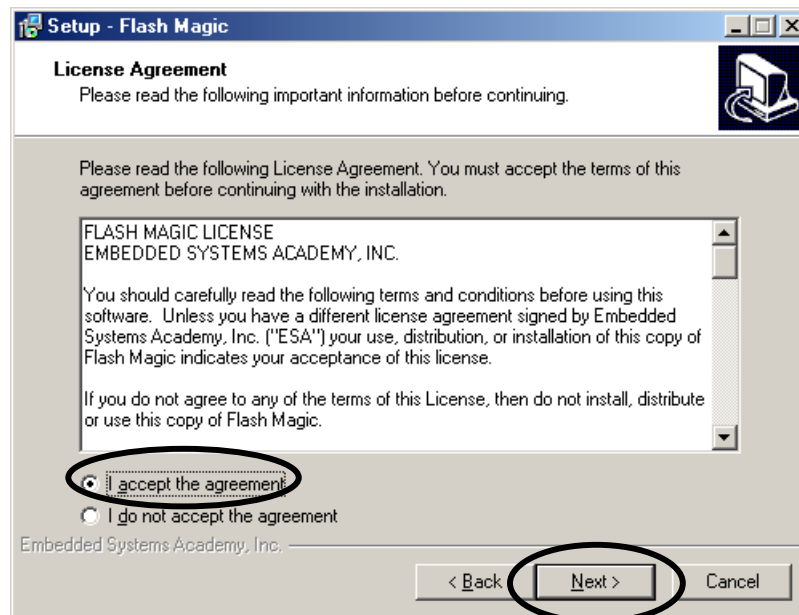 Setup - Flash Magic
License Agreement
Please read the following important information before continuing.
Please read the following License Agreement. You must accept the terms of this
agreement before continuing with the installation.
FLASH MAGIC LICENSE
EMBEDDED SYSTEMS ACADEMY, INC.
You should carefully read the following terms and conditions before using this
software.  Unless you have a different license agreement signed by Embedded
Systems Academy, Inc. ("ESA") your use, distribution, or installation of this copy of
Flash Magic indicates your acceptance of this license.
If you do not agree to any of the terms of this License, then do not install, distribute
or use this copy of Flash Magic.
I accept the agreement
I do not accept the agreement
Embedded Systems Academy, Inc.
< Back Next > Cancel